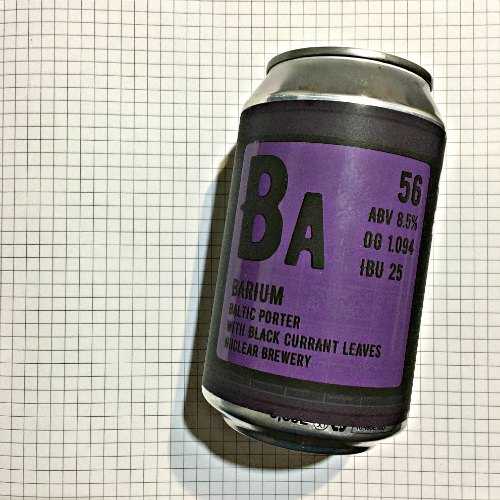 BA
56
ABV 8.5%
OG 1.094
IBU 25
BARIUM
BALTIC PORTER
WITH BLACK CURRANT LEAVES
NUCLEAR BREWERY